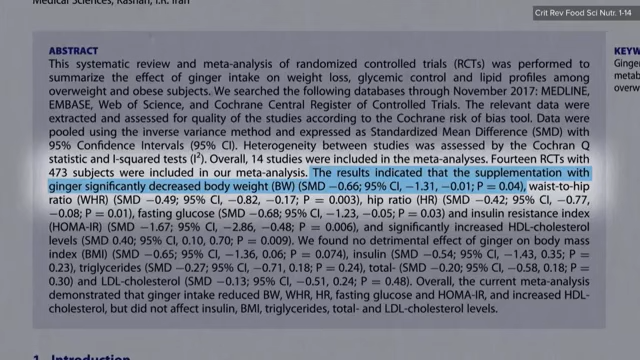 Medical Sciences, Kashan, I.R. Iran
Crit Rev Food Sci Nutr. 1-14
ABSTRACT
This systematic review and meta-analysis of randomized controlled trials (RCTs) was performed to
summarize the effect of ginger intake on weight loss, glycemic control and lipid profiles among
overweight and obese subjects. We searched the following databases through November 2017: MEDLINE,
EMBASE, Web of Science, and Cochrane Central Register of Controlled Trials. The relevant data were
extracted and assessed for quality of the studies according to the Cochrane risk of bias tool. Data were
pooled using the inverse variance method and expressed as Standardized Mean Difference (SMD) with
95% Confidence Intervals (95% CI). Heterogeneity between studies was assessed by the Cochran Q
statistic and I-squared tests (I²). Overall, 14 studies were included in the meta-analyses. Fourteen RCTs with
473 subjects were included in our meta-analysis. The results indicated that the supplementation with
ginger significantly decreased body weight (BW) (SMD −0.66; 95% CI, −1.31, −0.01; P = 0.04), waist-to-hip
ratio (WHR) (SMD −0.49; 95% CI, −0.82, −0.17; P = 0.003), hip ratio (HR) (SMD −0.42; 95% CI, −0.77,
−0.08; P = 0.01), fasting glucose (SMD −0.68; 95% CI, −1.23, −0.05; P = 0.03) and insulin resistance index
(HOMA-IR) (SMD −1.67; 95% CI, −2.86, −0.48; P = 0.006), and significantly increased HDL-cholesterol
levels (SMD 0.40; 95% CI, 0.10, 0.70; P = 0.009). We found no detrimental effect of ginger on body mass
index (BMI) (SMD −0.65; 95% CI, −1.36, 0.06; P = 0.074), insulin (SMD −0.54; 95% CI, −1.43, 0.35; P =
0.23), triglycerides (SMD −0.27; 95% CI, −0.71, 0.18; P = 0.24), total- (SMD −0.20; 95% CI, −0.58, 0.18; P =
0.30) and LDL-cholesterol (SMD −0.13; 95% CI, −0.51, 0.24; P = 0.48). Overall, the current meta-analysis
demonstrated that ginger intake reduced BW, WHR, HR, fasting glucose and HOMA-IR, and increased HDL-
cholesterol, but did not affect insulin, BMI, triglycerides, total- and LDL-cholesterol levels.
KEYW
Ginger
metab
overw
1 Introduction